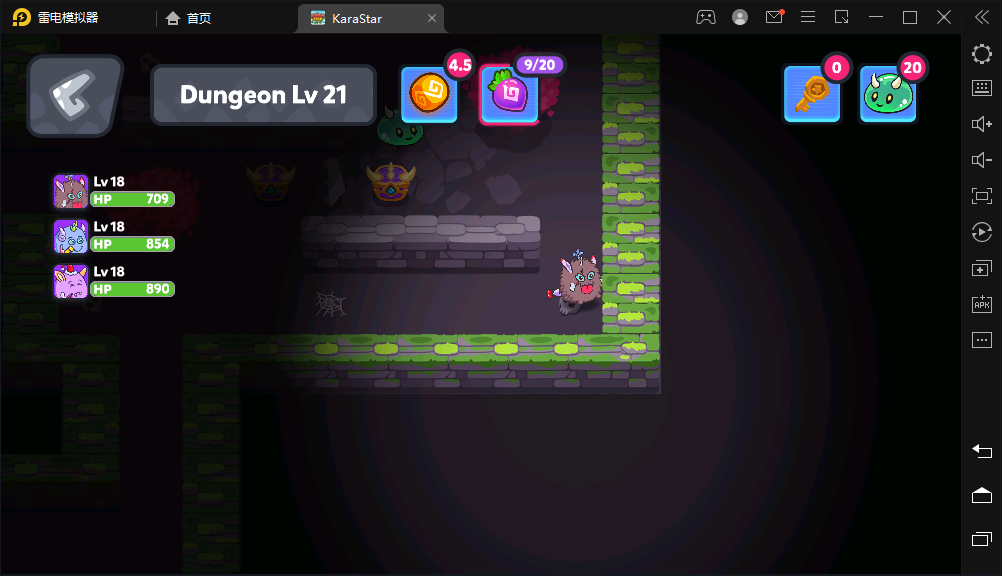 雷电模拟器
首页
KaraStar
Dungeon Lv 21
4.5
9/20
0
20
Lv 18
HP 709
Lv 18
HP 854
Lv 18
HP 890
APK